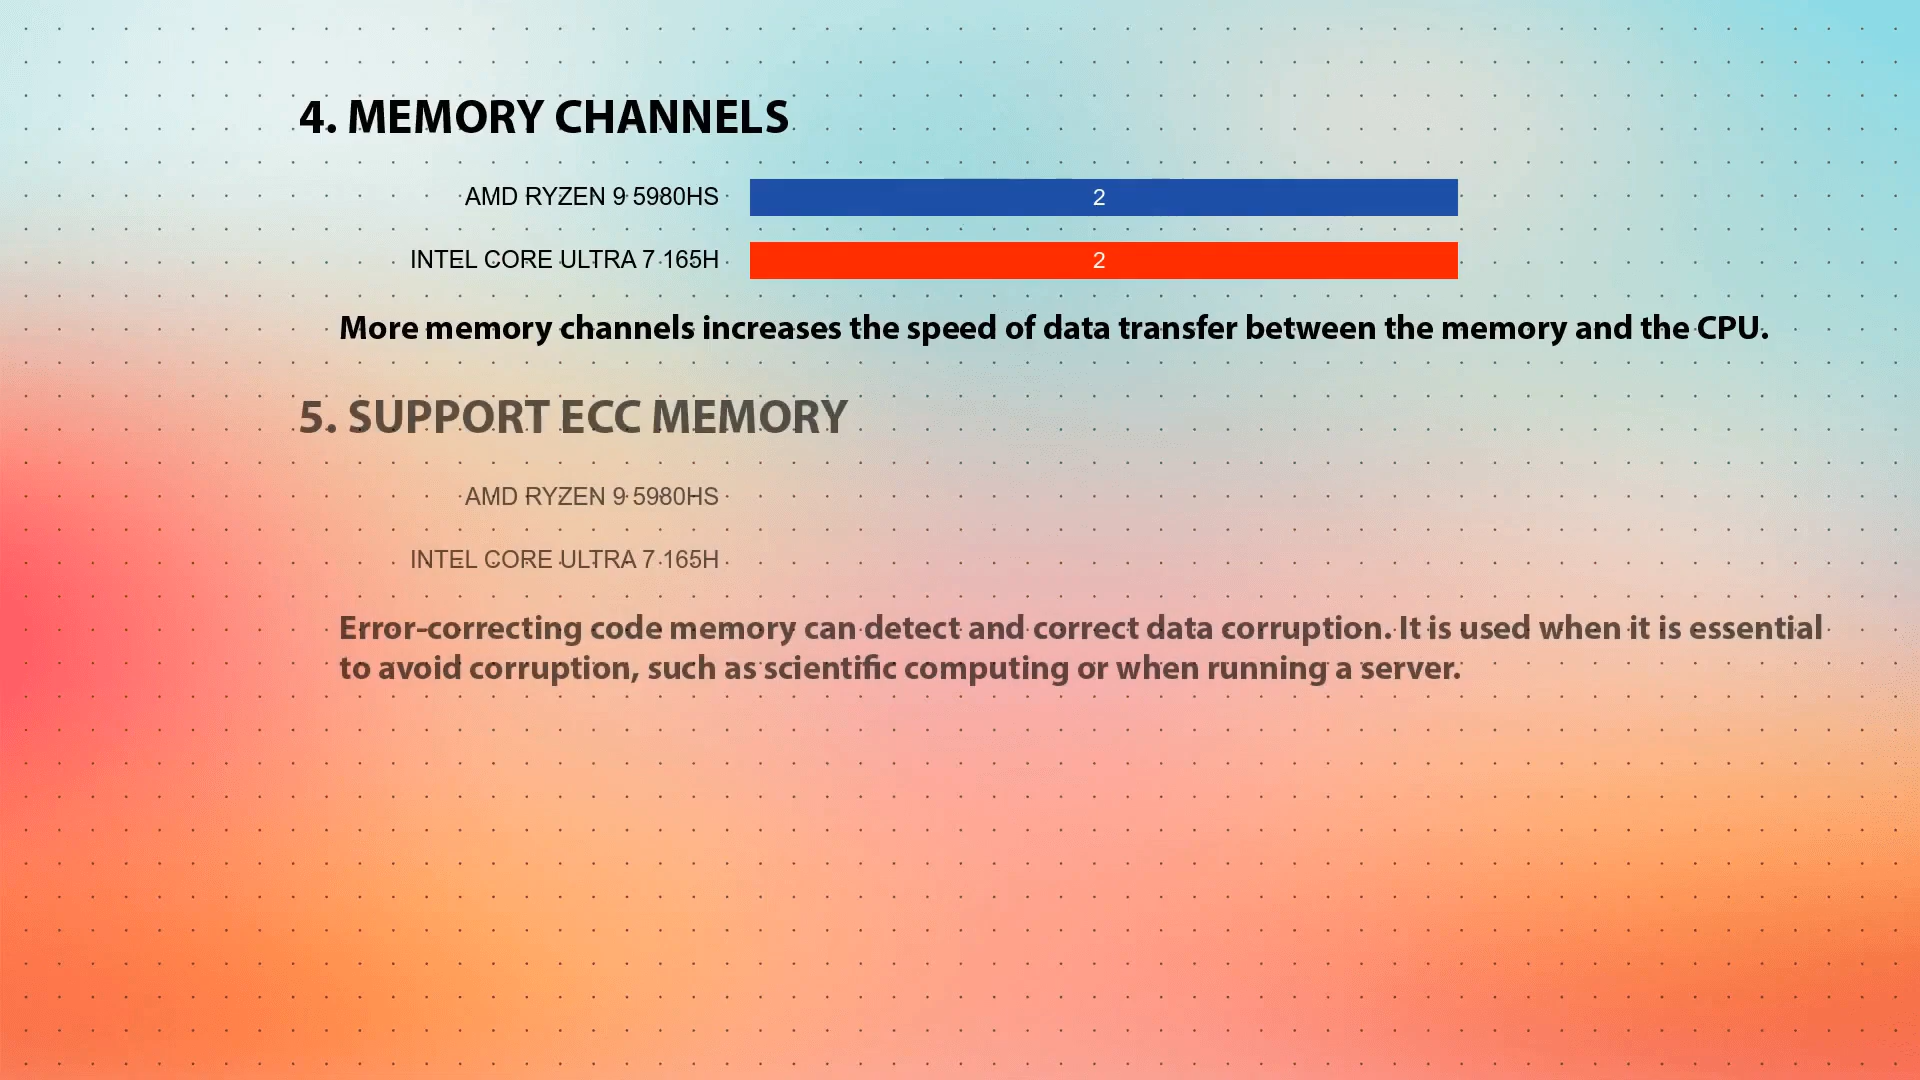 4. MEMORY CHANNELS
AMD RYZEN 9 5980HS
2
INTEL CORE ULTRA 7 165H
2
More memory channels increases the speed of data transfer between the memory and the CPU.
5. SUPPORT ECC MEMORY
AMD RYZEN 9 5980HS
INTEL CORE ULTRA 7 165H
Error-correcting code memory can detect and correct data corruption. It is used when it is essential
to avoid corruption, such as scientific computing or when running a server.